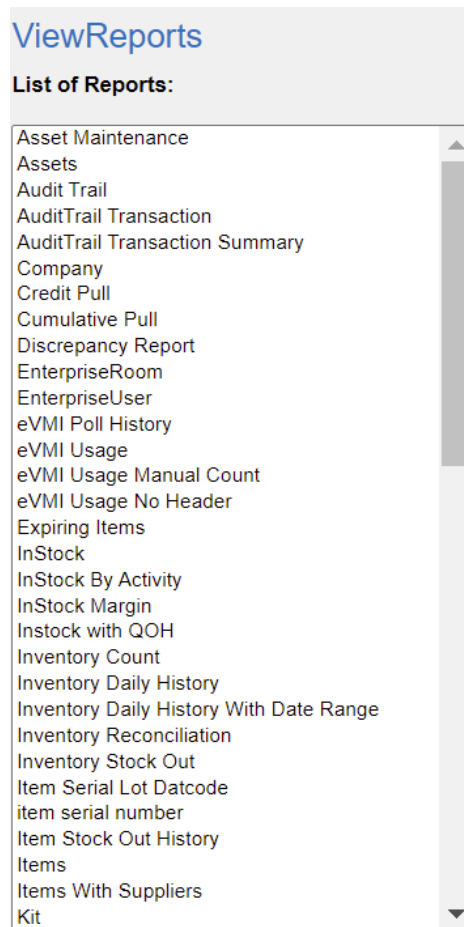 ViewReports
List of Reports:
Asset Maintenance
Assets
Audit Trail
AuditTrail Transaction
AuditTrail Transaction Summary
Company
Credit Pull
Cumulative Pull
Discrepancy Report
EnterpriseRoom
EnterpriseUser
eVMI Poll History
eVMI Usage
eVMI Usage Manual Count
eVMI Usage No Header
Expiring Items
InStock
InStock By Activity
InStock Margin
Instock with QOH
Inventory Count
Inventory Daily History
Inventory Daily History With Date Range
Inventory Reconciliation
Inventory Stock Out
Item Serial Lot Datcode
item serial number
Item Stock Out History
Items
Items With Suppliers
Kit